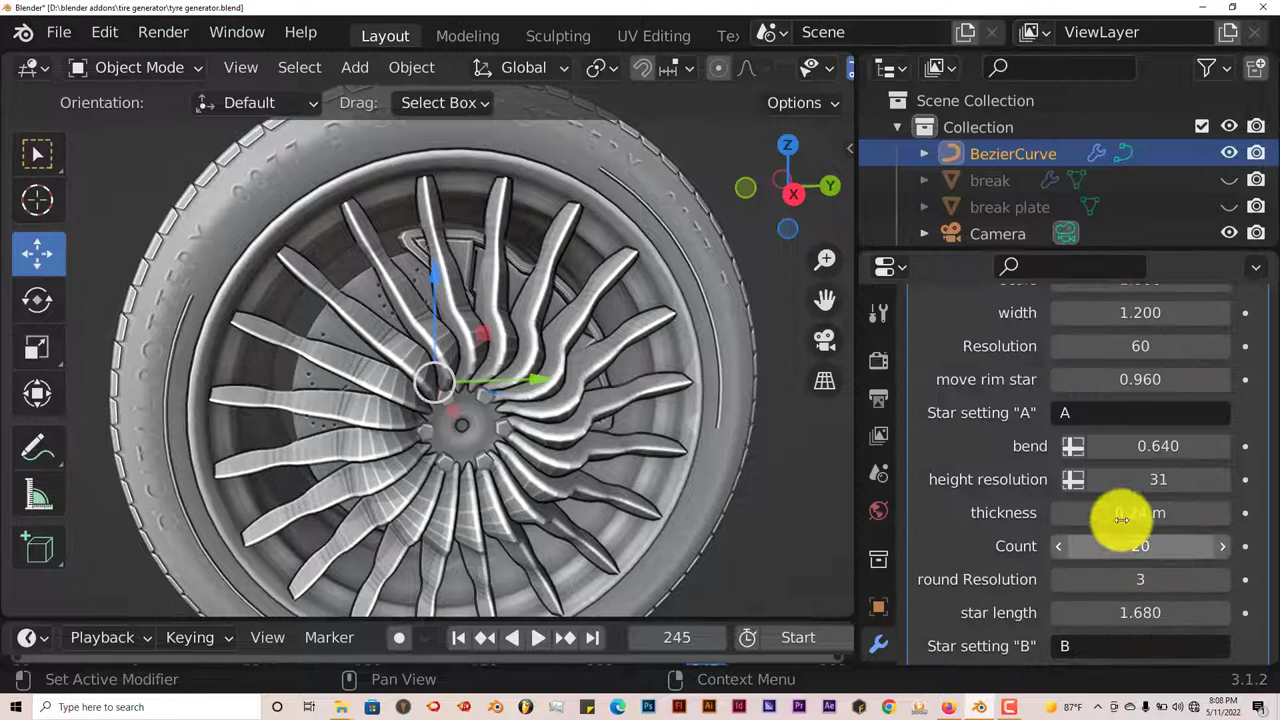 Blender* [D:\blender addons\tire generator\tyre generator.blend]
File Edit Render Window Help Layout Modeling Sculpting UV Editing Scene ViewLayer
Object Mode View Select Add Object Global
Orientation: Default Drag: Select Box Options
Scene Collection
Collection
BezierCurve
break
break plate
Camera
Z
Y
X
width 1.200
Resolution 60
move rim star 0.960
Star setting "A" A
bend 0.640
height resolution 31
thickness m
Count 20
round Resolution 3
star length 1.680
Star setting "B" B
Playback Keying View Marker 245 Start
Set Active Modifier Pan View Context Menu 3.1.2
Type here to search
87°F
8:08 PM
5/11/2022